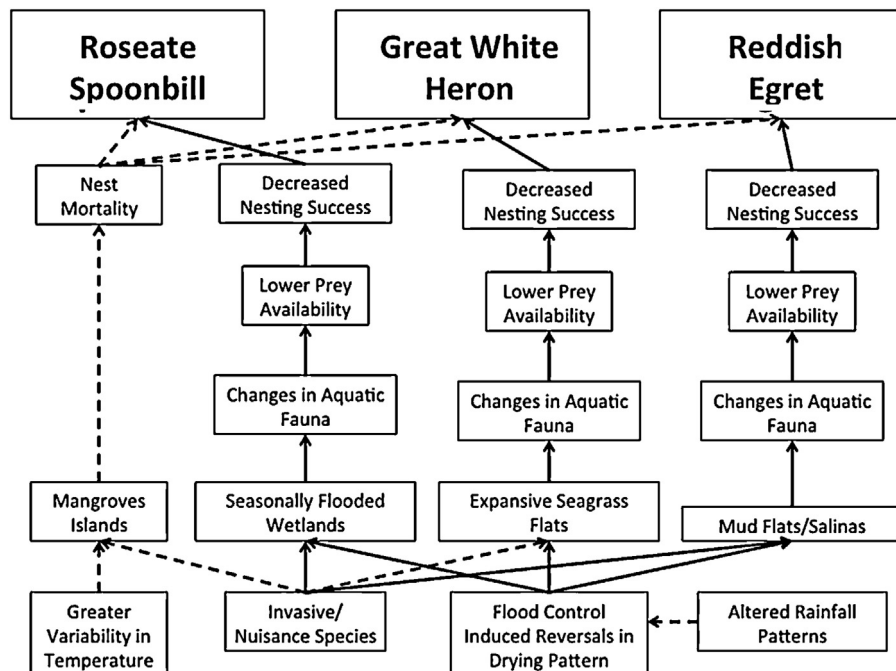 Roseate
Spoonbill
Great White
Heron
Reddish
Egret
Nest
Mortality
Decreased
Nesting Success
Decreased
Nesting Success
Decreased
Nesting Success
Lower Prey
Availability
Lower Prey
Availability
Lower Prey
Availability
Changes in Aquatic
Fauna
Changes in Aquatic
Fauna
Changes in Aquatic
Fauna
Mangroves
Islands
Seasonally Flooded
Wetlands
Expansive Seagrass
Flats
Mud Flats/Salinas
Greater
Variability in
Temperature
Invasive/
Nuisance Species
Flood Control
Induced Reversals in
Drying Pattern
Altered Rainfall
Patterns